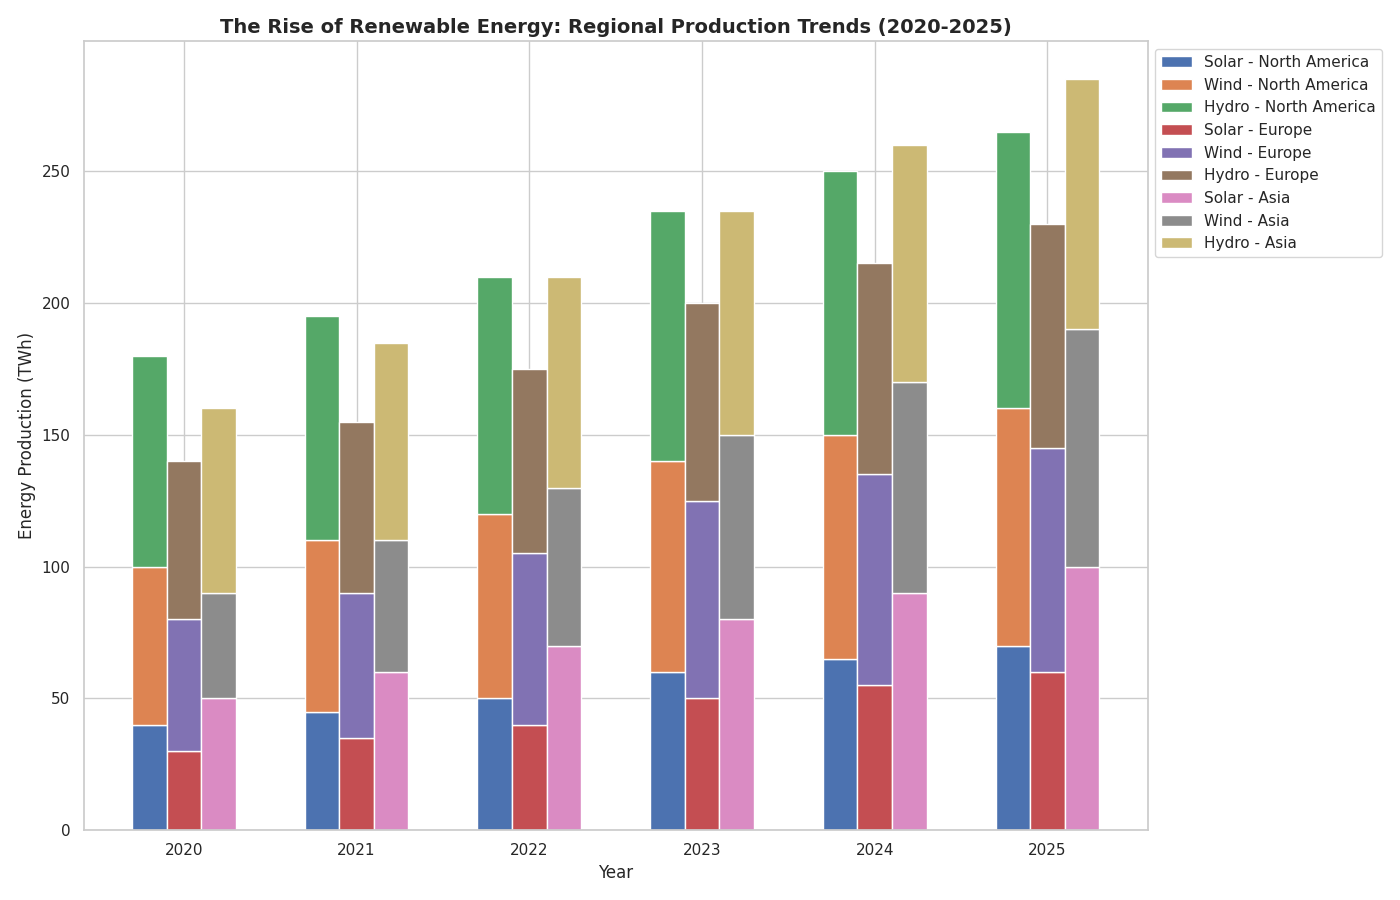 The Rise of Renewable Energy: Regional Production Trends (2020-2025)
Solar - North America
Wind - North America
Hydro - North America
Solar - Europe
Wind - Europe
Hydro - Europe
Solar - Asia
Wind - Asia
Hydro - Asia
Energy Production (TWh)
250
200
150
100
50
0
2020
2021
2022
2023
2024
2025
Year